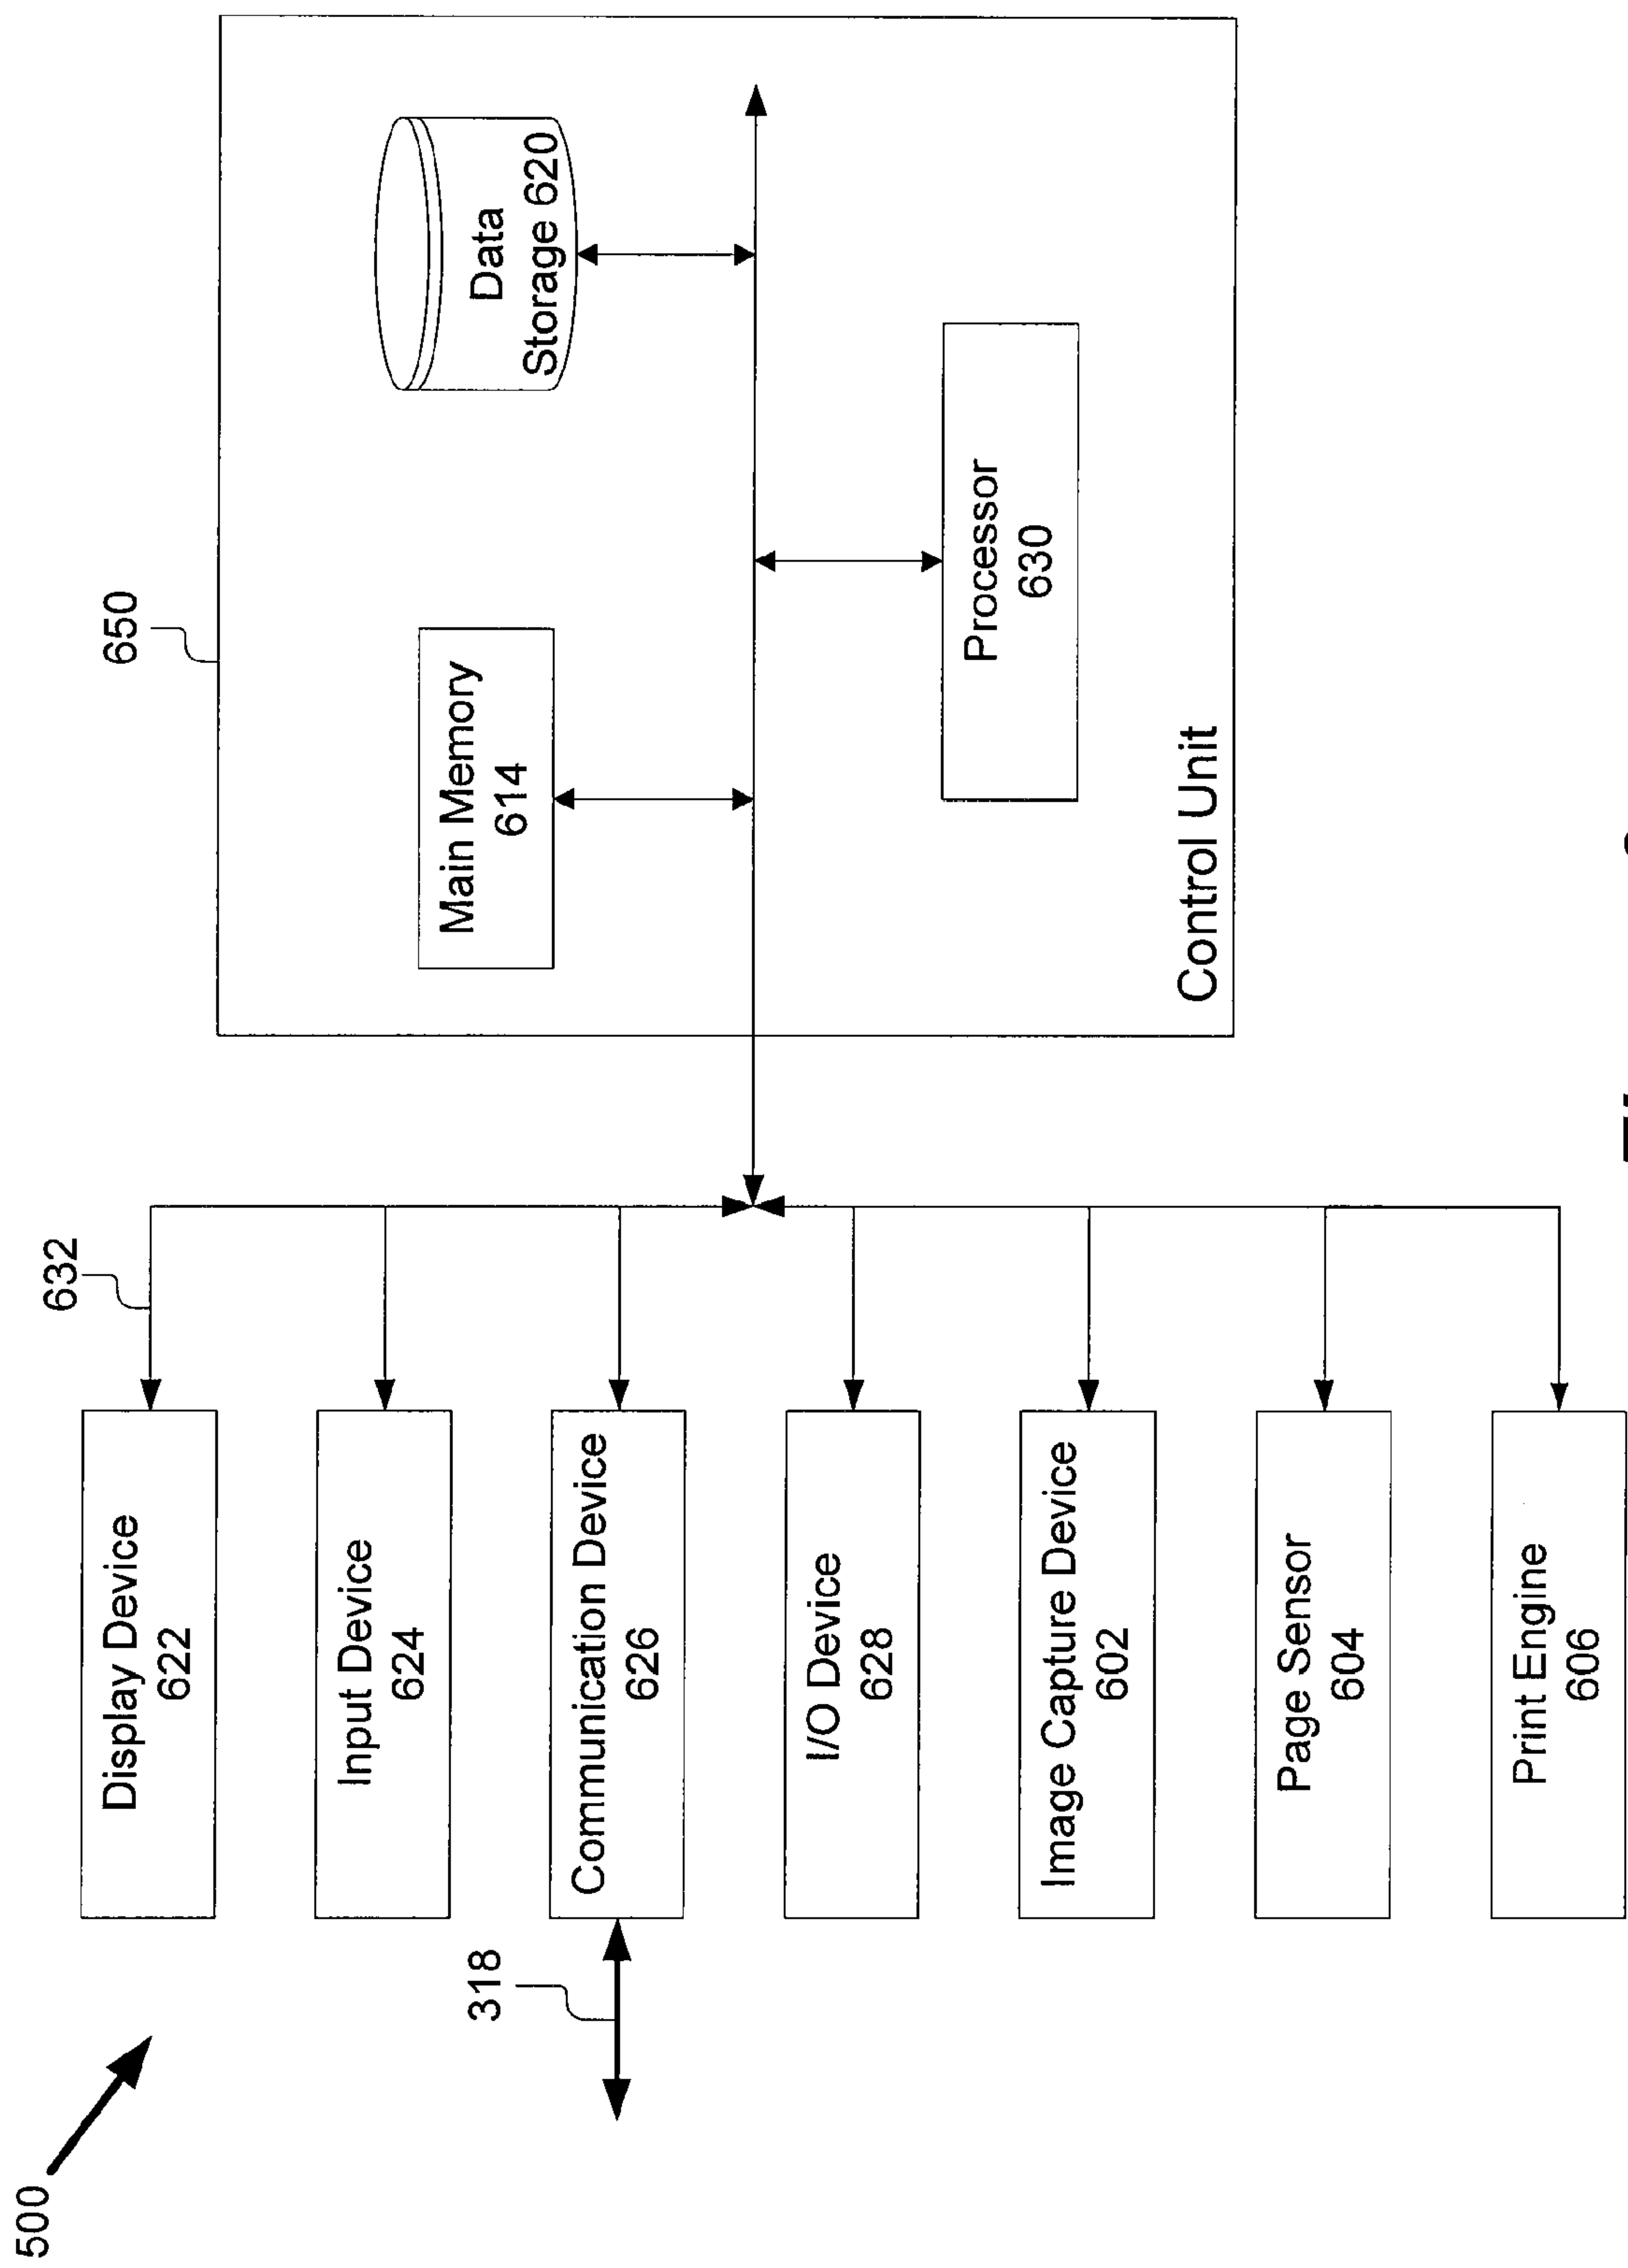 500
632
650
318
Display Device
622
Input Device
624
Communication Device
626
I/O Device
628
Image Capture Device
602
Page Sensor
604
Print Engine
606
Main Memory
614
Data
Storage 620
Processor
630
Control Unit